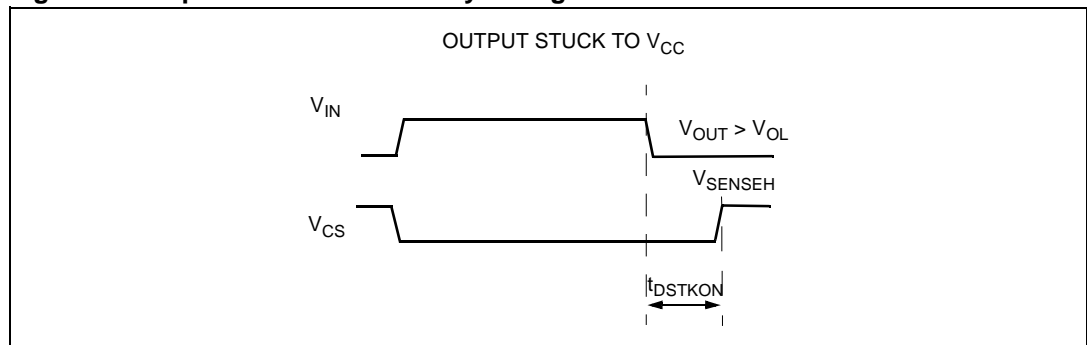 OUTPUT STUCK TO V_CC
V_IN
V_OUT > V_OL
V_SENSEH
V_CS
t_DSTKON